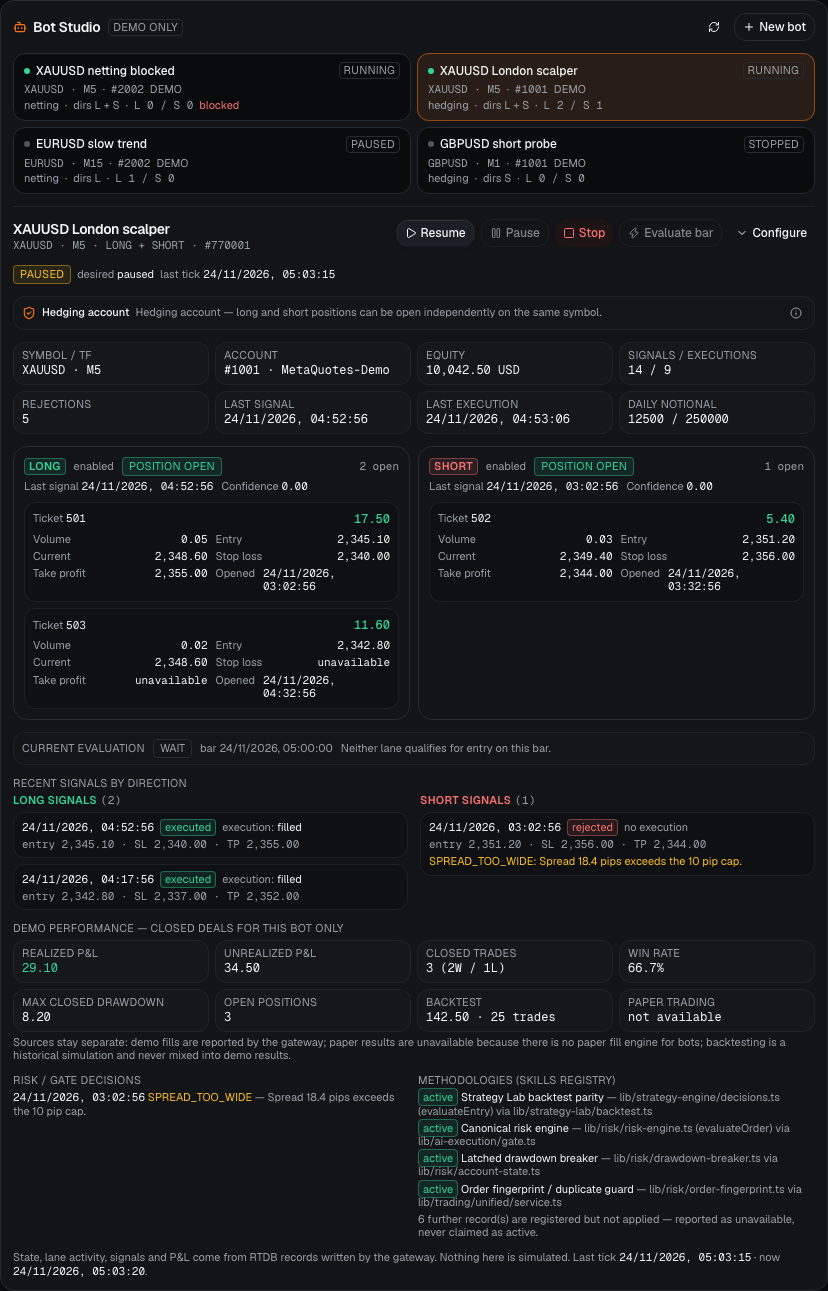 Bot Studio DEMO ONLY
New bot
XAUUSD netting blocked RUNNING
XAUUSD · M5 · #2002 DEMO
netting · dirs L + S · L 0 / S 0 blocked
XAUUSD London scalper RUNNING
XAUUSD · M5 · #1001 DEMO
hedging · dirs L + S · L 2 / S 1
EURUSD slow trend PAUSED
EURUSD · M15 · #2002 DEMO
netting · dirs L · L 1 / S 0
GBPUSD short probe STOPPED
GBPUSD · M1 · #1001 DEMO
hedging · dirs S · L 0 / S 0
XAUUSD London scalper
XAUUSD · M5 · LONG + SHORT · #770001
Resume Pause Stop Evaluate bar Configure
PAUSED desired paused last tick 24/11/2026, 05:03:15
Hedging account Hedging account — long and short positions can be open independently on the same symbol.
SYMBOL / TF
XAUUSD · M5
ACCOUNT
#1001 · MetaQuotes-Demo
EQUITY
10,042.50 USD
SIGNALS / EXECUTIONS
14 / 9
REJECTIONS
5
LAST SIGNAL
24/11/2026, 04:52:56
LAST EXECUTION
24/11/2026, 04:53:06
DAILY NOTIONAL
12500 / 250000
LONG enabled POSITION OPEN 2 open
Last signal 24/11/2026, 04:52:56 Confidence 0.00
Ticket 501 17.50
Volume 0.05 Entry 2,345.10
Current 2,348.60 Stop loss 2,340.00
Take profit 2,355.00 Opened 24/11/2026,
03:02:56
Ticket 503 11.60
Volume 0.02 Entry 2,342.80
Current 2,348.60 Stop loss unavailable
Take profit unavailable Opened 24/11/2026,
04:32:56
SHORT enabled POSITION OPEN 1 open
Last signal 24/11/2026, 03:02:56 Confidence 0.00
Ticket 502 5.40
Volume 0.03 Entry 2,351.20
Current 2,349.40 Stop loss 2,356.00
Take profit 2,344.00 Opened 24/11/2026,
03:32:56
CURRENT EVALUATION WAIT bar 24/11/2026, 05:00:00 Neither lane qualifies for entry on this bar.
RECENT SIGNALS BY DIRECTION
LONG SIGNALS (2)
24/11/2026, 04:52:56 executed execution: filled
entry 2,345.10 · SL 2,340.00 · TP 2,355.00
24/11/2026, 04:17:56 executed execution: filled
entry 2,342.80 · SL 2,337.00 · TP 2,352.00
SHORT SIGNALS (1)
24/11/2026, 03:02:56 rejected no execution
entry 2,351.20 · SL 2,356.00 · TP 2,344.00
SPREAD_TOO_WIDE: Spread 18.4 pips exceeds the 10 pip cap.
DEMO PERFORMANCE — CLOSED DEALS FOR THIS BOT ONLY
REALIZED P&L
29.10
UNREALIZED P&L
34.50
CLOSED TRADES
3 (2W / 1L)
WIN RATE
66.7%
MAX CLOSED DRAWDOWN
8.20
OPEN POSITIONS
3
BACKTEST
142.50 · 25 trades
PAPER TRADING
not available
Sources stay separate: demo fills are reported by the gateway; paper results are unavailable because there is no paper fill engine for bots; backtesting is a
historical simulation and never mixed into demo results.
RISK / GATE DECISIONS
24/11/2026, 03:02:56 SPREAD_TOO_WIDE — Spread 18.4 pips exceeds
the 10 pip cap.
METHODOLOGIES (SKILLS REGISTRY)
active Strategy Lab backtest parity — lib/strategy-engine/decisions.ts
(evaluateEntry) via lib/strategy-lab/backtest.ts
active Canonical risk engine — lib/risk/risk-engine.ts (evaluateOrder) via
lib/ai-execution/gate.ts
active Latched drawdown breaker — lib/risk/drawdown-breaker.ts via
lib/risk/account-state.ts
active Order fingerprint / duplicate guard — lib/risk/order-fingerprint.ts via
lib/trading/unified/service.ts
6 further record(s) are registered but not applied — reported as unavailable,
never claimed as active.
State, lane activity, signals and P&L come from RTDB records written by the gateway. Nothing here is simulated. Last tick 24/11/2026, 05:03:15 · now
24/11/2026, 05:03:20.